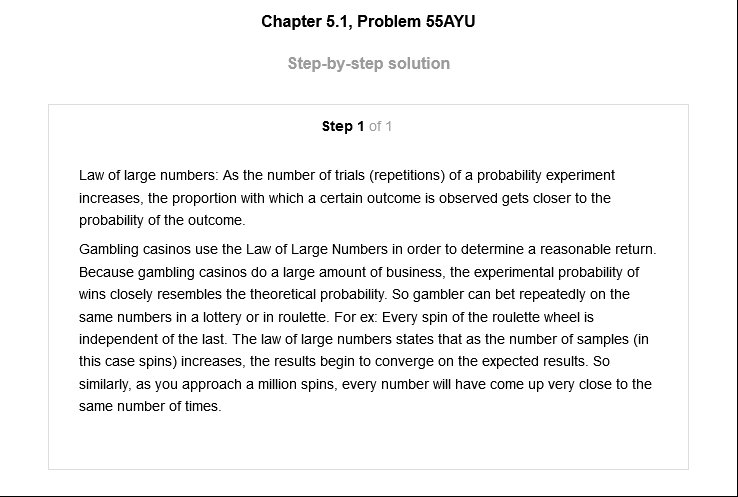 Chapter 5.1, Problem 55AYU
Step-by-step solution
Step 1 of 1
Law of large numbers: As the number of trials (repetitions) of a probability experiment
increases, the proportion with which a certain outcome is observed gets closer to the
probability of the outcome.
Gambling casinos use the Law of Large Numbers in order to determine a reasonable return.
Because gambling casinos do a large amount of business, the experimental probability of
wins closely resembles the theoretical probability. So gambler can bet repeatedly on the
same numbers in a lottery or in roulette. For ex: Every spin of the roulette wheel is
independent of the last. The law of large numbers states that as the number of samples (in
this case spins) increases, the results begin to converge on the expected results. So
similarly, as you approach a million spins, every number will have come up very close to the
same number of times.